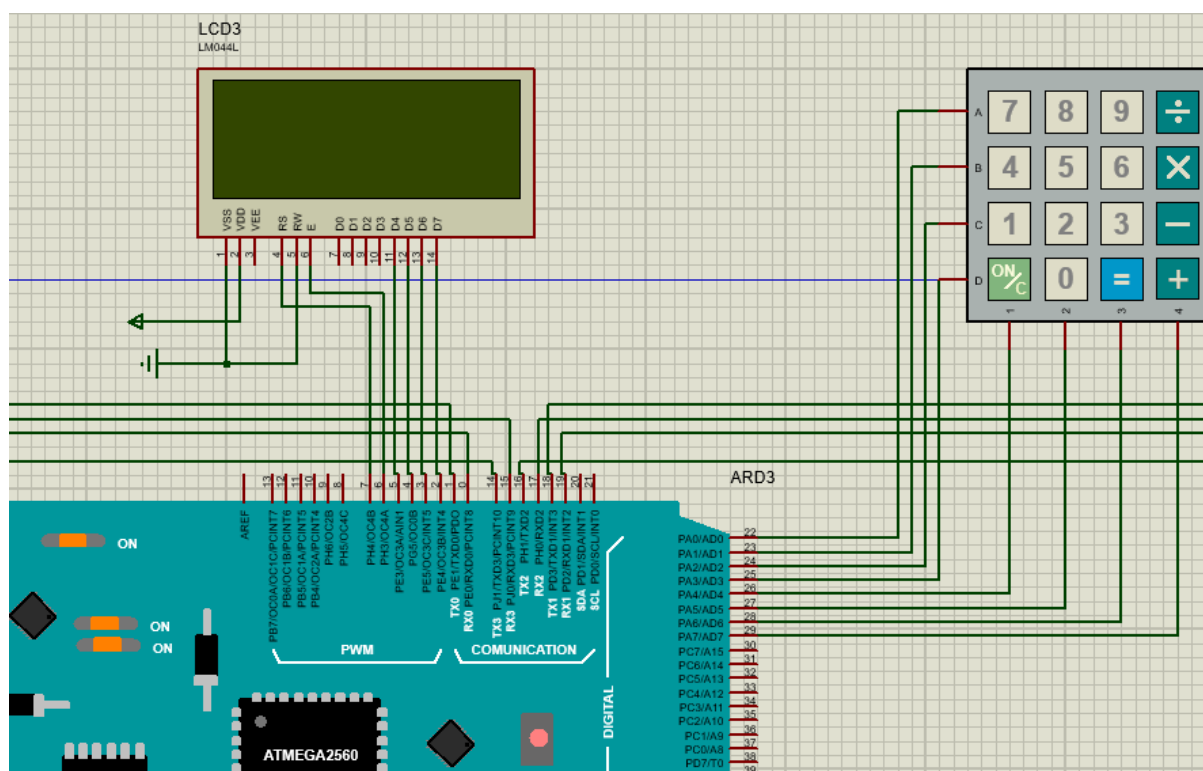 LCD3
LM044L
VSS
VDD
VEE
RS
RW
E
D0
D1
D2
D3
D4
D5
D6
D7
1
2
3
4
5
6
7
8
9
10
11
12
13
14
A
7
8
9
÷
B
4
5
6
×
C
1
2
3
−
D
ON/C
0
=
+
1
2
3
4
ARD3
13
12
11
10
9
8
7
6
5
4
3
2
1
0
14
15
16
17
18
19
20
21
AREF
PB7/OC0A/OC1C/PCINT7
PB6/OC1B/PCINT6
PB5/OC1A/PCINT5
PB4/OC2A/PCINT4
PH6/OC2B
PH5/OC4C
PH4/OC4B
PH3/OC4A
PE3/OC3A/AIN1
PG5/OC0B
PE5/OC3C/INT5
PE4/OC3B/INT4
TX0 PE1/TXD0/PDO
RX0 PE0/RXD0/PCINT8
TX3 PJ1/TXD3/PCINT10
RX3 PJ0/RXD3/PCINT9
TX2 PH1/TXD2
RX2 PH0/RXD2
TX1 PD3/TXD1/INT3
RX1 PD2/RXD1/INT2
SDA PD1/SDA/INT1
SCL PD0/SCL/INT0
PWM
COMUNICATION
DIGITAL
ON
ON
ON
ATMEGA2560
PA0/AD0 22
PA1/AD1 23
PA2/AD2 24
PA3/AD3 25
PA4/AD4 26
PA5/AD5 27
PA6/AD6 28
PA7/AD7 29
PC7/A15 30
PC6/A14 31
PC5/A13 32
PC4/A12 33
PC3/A11 34
PC2/A10 35
PC1/A9 36
PC0/A8 37
PD7/T0 38
39